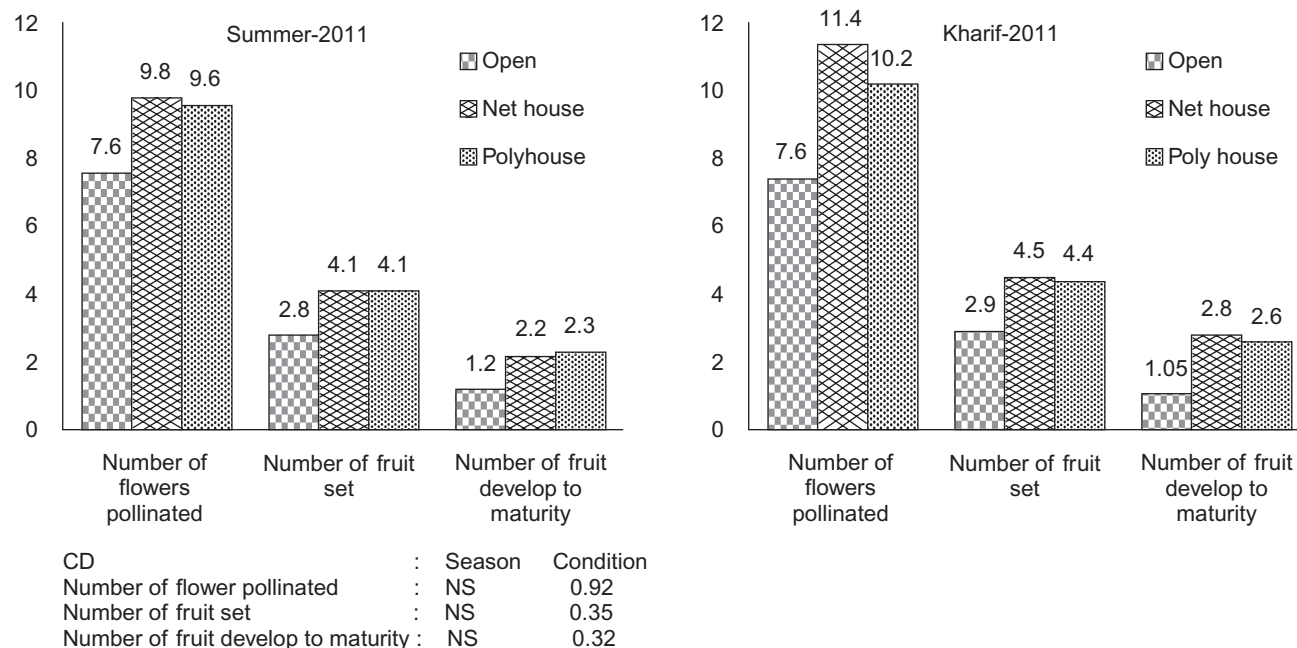 Summer-2011
12
10
8
6
4
2
0
Open
Net house
Polyhouse
7.6
9.8
9.6
2.8
4.1
4.1
1.2
2.2
2.3
Number of
flowers
pollinated
Number of fruit
set
Number of fruit
develop to
maturity
Kharif-2011
12
10
8
6
4
2
0
Open
Net house
Poly house
7.6
11.4
10.2
2.9
4.5
4.4
1.05
2.8
2.6
Number of
flowers
pollinated
Number of fruit
set
Number of fruit
develop to
maturity
CD : Season Condition
Number of flower pollinated : NS 0.92
Number of fruit set : NS 0.35
Number of fruit develop to maturity : NS 0.32